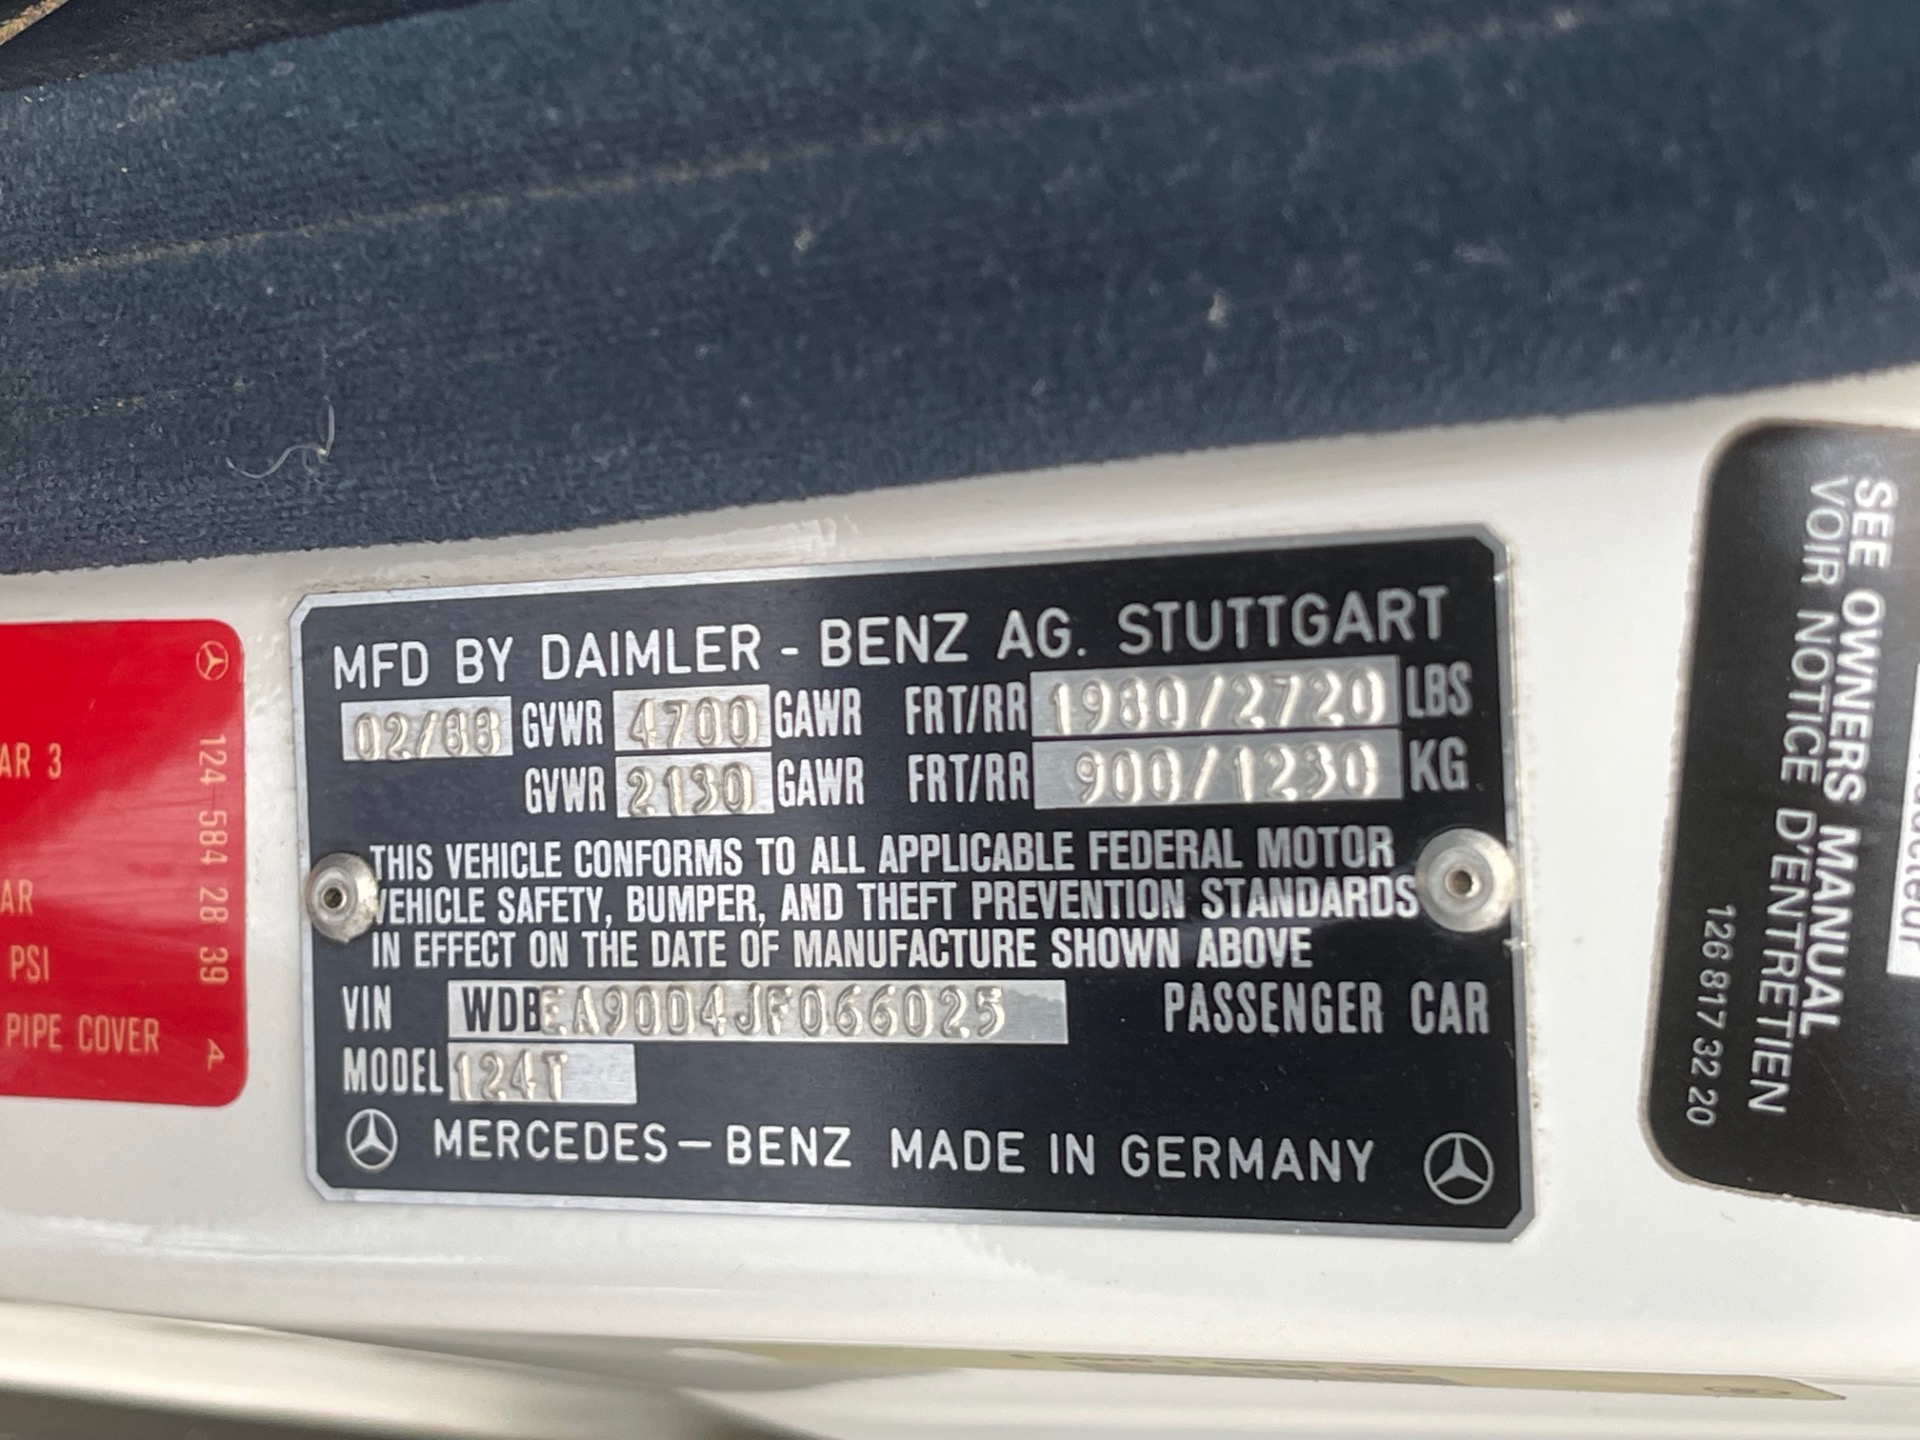 AR 3
AR
PSI
PIPE COVER
124 584 28 39
A
MFD BY DAIMLER - BENZ AG. STUTTGART
02/88 GVWR 4700 GAWR FRT/RR 1980/2720 LBS
GVWR 2130 GAWR FRT/RR 900/1230 KG
THIS VEHICLE CONFORMS TO ALL APPLICABLE FEDERAL MOTOR
VEHICLE SAFETY, BUMPER, AND THEFT PREVENTION STANDARDS
IN EFFECT ON THE DATE OF MANUFACTURE SHOWN ABOVE
VIN WDBEA9004JF066025 PASSENGER CAR
MODEL 124T
MERCEDES-BENZ MADE IN GERMANY
SEE OWNERS MANUAL
VOIR NOTICE D'ENTRETIEN
126 817 32 20